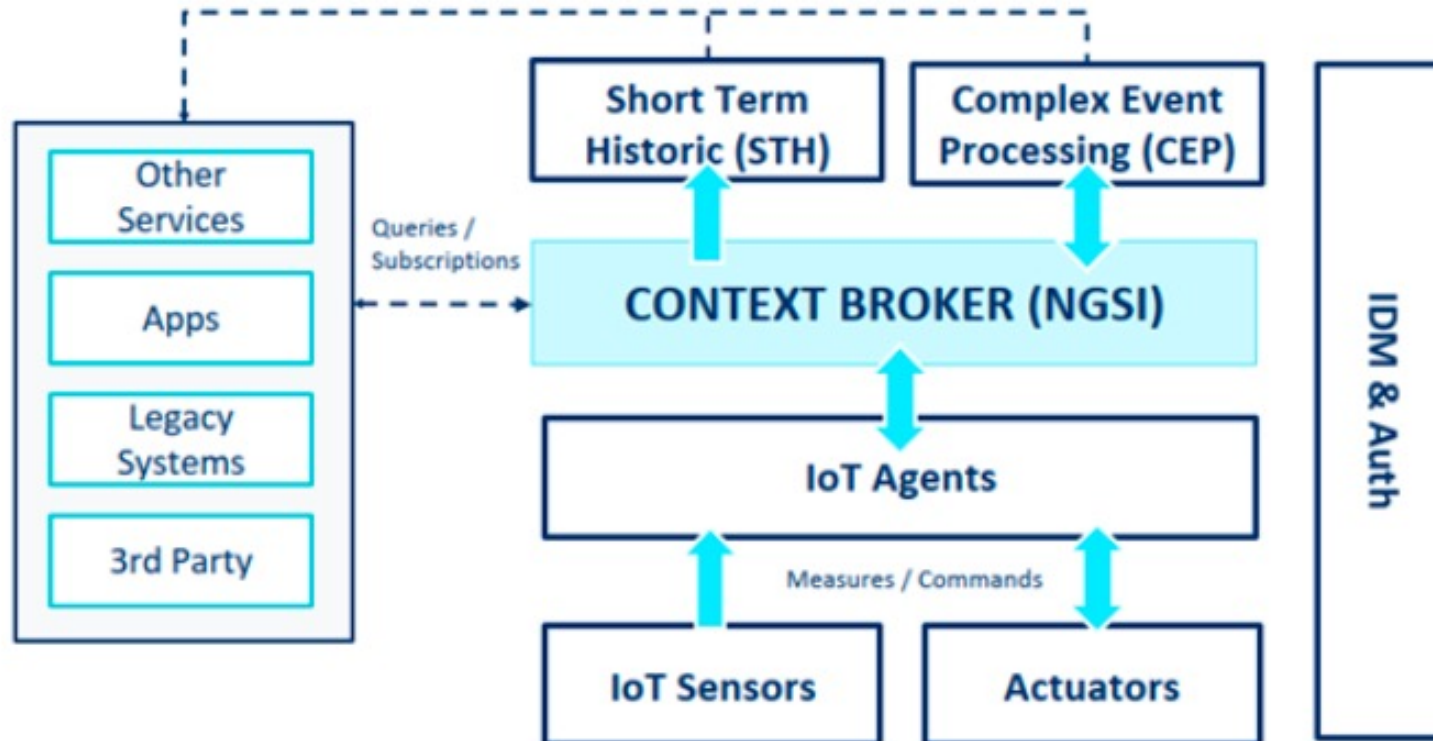 Short Term
Historic (STH)
Complex Event
Processing (CEP)
Other
Services
Apps
Legacy
Systems
3rd Party
Queries /
Subscriptions
CONTEXT BROKER (NGSI)
IoT Agents
Measures / Commands
IoT Sensors
Actuators
IDM & Auth